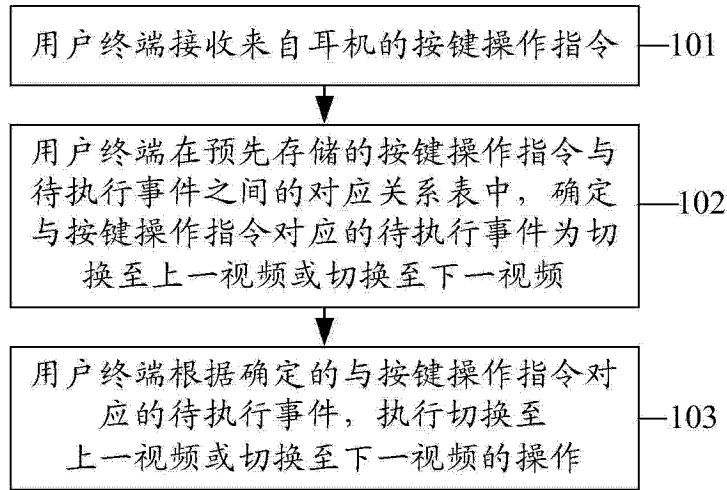 用户终端接收来自耳机的按键操作指令 101
用户终端在预先存储的按键操作指令与
待执行事件之间的对应关系表中，确定
与按键操作指令对应的待执行事件为切
换至上一视频或切换至下一视频
102
用户终端根据确定的与按键操作指令对
应的待执行事件，执行切换至
上一视频或切换至下一视频的操作
103